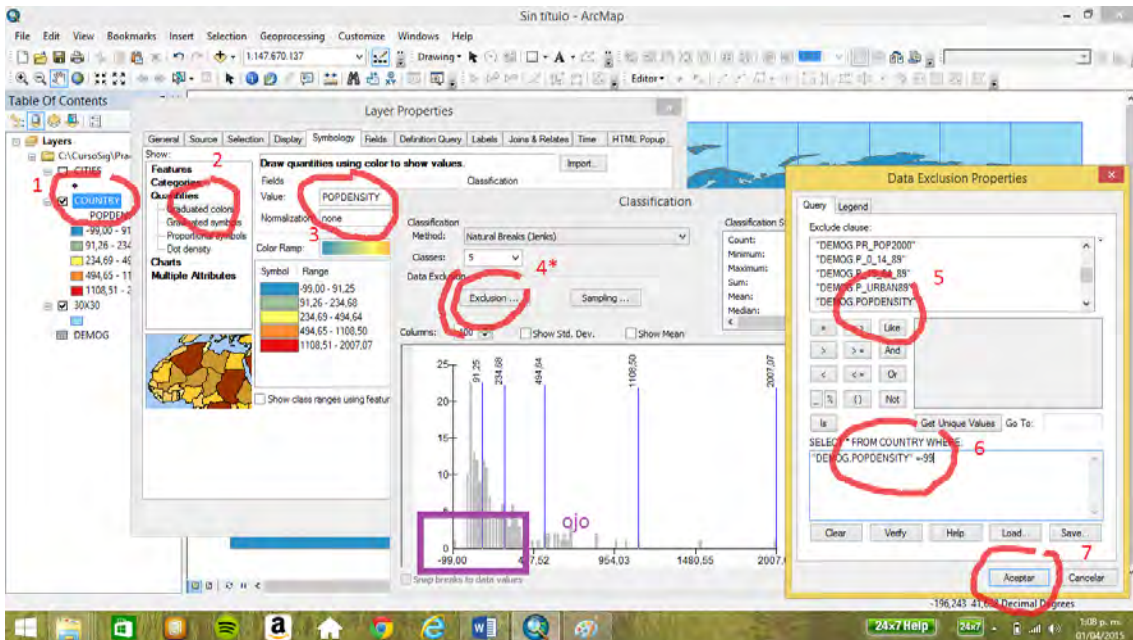 Sin título - ArcMap
File Edit View Bookmarks Insert Selection Geoprocessing Customize Windows Help
1:147.670.137
Drawing
Editor
Table Of Contents
Layers
C:\CursoSig\Pra
CITIES
1
COUNTRY
POPDEN
-99,00 - 91
91,26 - 234
234,69 - 49
494,65 - 11
1108,51 - 2
30X30
DEMOG
Layer Properties
General Source Selection Display Symbology Fields Definition Query Labels Joins & Relates Time HTML Popup
Show:
2
Features
Categories
Quantities
Graduated colors
Graduated symbols
Proportional symbols
Dot density
Charts
Multiple Attributes
Draw quantities using color to show values.
Import...
Fields
Classification
Value: POPDENSITY
Normalization: none
3
Color Ramp:
Symbol Range
-99,00 - 91,25
91,26 - 234,68
234,69 - 494,64
494,65 - 1108,50
1108,51 - 2007,07
Show class ranges using featur
Classification
Classification
Method: Natural Breaks (Jenks)
Classes: 5
4*
Data Exclusion
Exclusion ...
Sampling ...
Classification S
Count:
Minimum:
Maximum:
Sum:
Mean:
Median:
Columns: 100
Show Std. Dev.
Show Mean
91,25
234,68
494,64
1108,50
2007,07
25
20
15
10
5
0
ojo
-99,00
954,03
1480,55
2007,0
Snap breaks to data values
Data Exclusion Properties
Query Legend
Exclude clause:
"DEMOG.PR_POP2000"
"DEMOG.P_0_14_89"
"DEMOG.P_URBAN89"
"DEMOG.POPDENSITY"
5
= <> Like
> >= And
< <= Or
_ % () Not
Is
Get Unique Values Go To:
SELECT * FROM COUNTRY WHERE:
6
"DEMOG.POPDENSITY" =-99
Clear Verify Help Load... Save...
7
Aceptar Cancelar
Decimal Degrees
24x7 Help
24x7
1:08 p. m.
01/04/2015